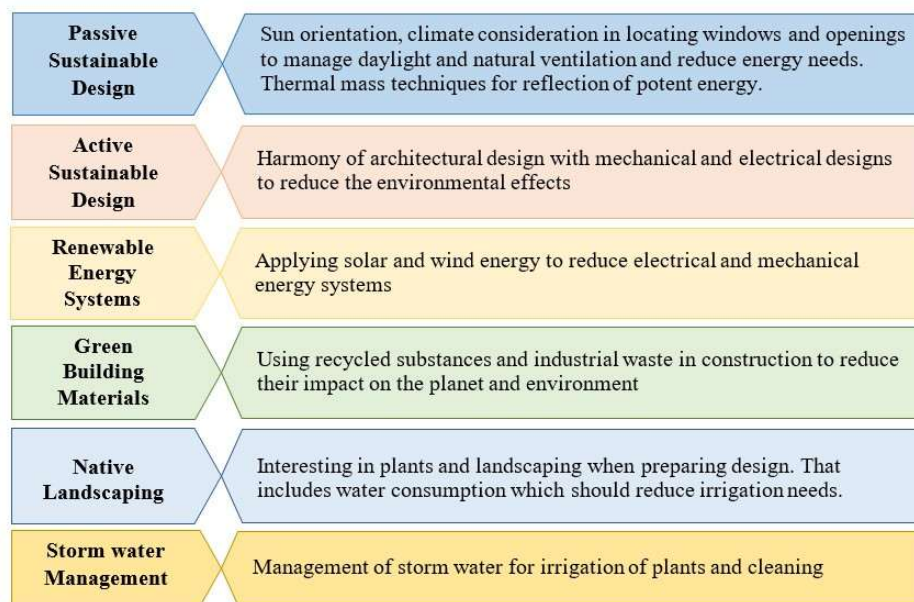 Passive
Sustainable
Design
Sun orientation, climate consideration in locating windows and openings
to manage daylight and natural ventilation and reduce energy needs.
Thermal mass techniques for reflection of potent energy.
Active
Sustainable
Design
Harmony of architectural design with mechanical and electrical designs
to reduce the environmental effects
Renewable
Energy
Systems
Applying solar and wind energy to reduce electrical and mechanical
energy systems
Green
Building
Materials
Using recycled substances and industrial waste in construction to reduce
their impact on the planet and environment
Native
Landscaping
Interesting in plants and landscaping when preparing design. That
includes water consumption which should reduce irrigation needs.
Storm water
Management
Management of storm water for irrigation of plants and cleaning